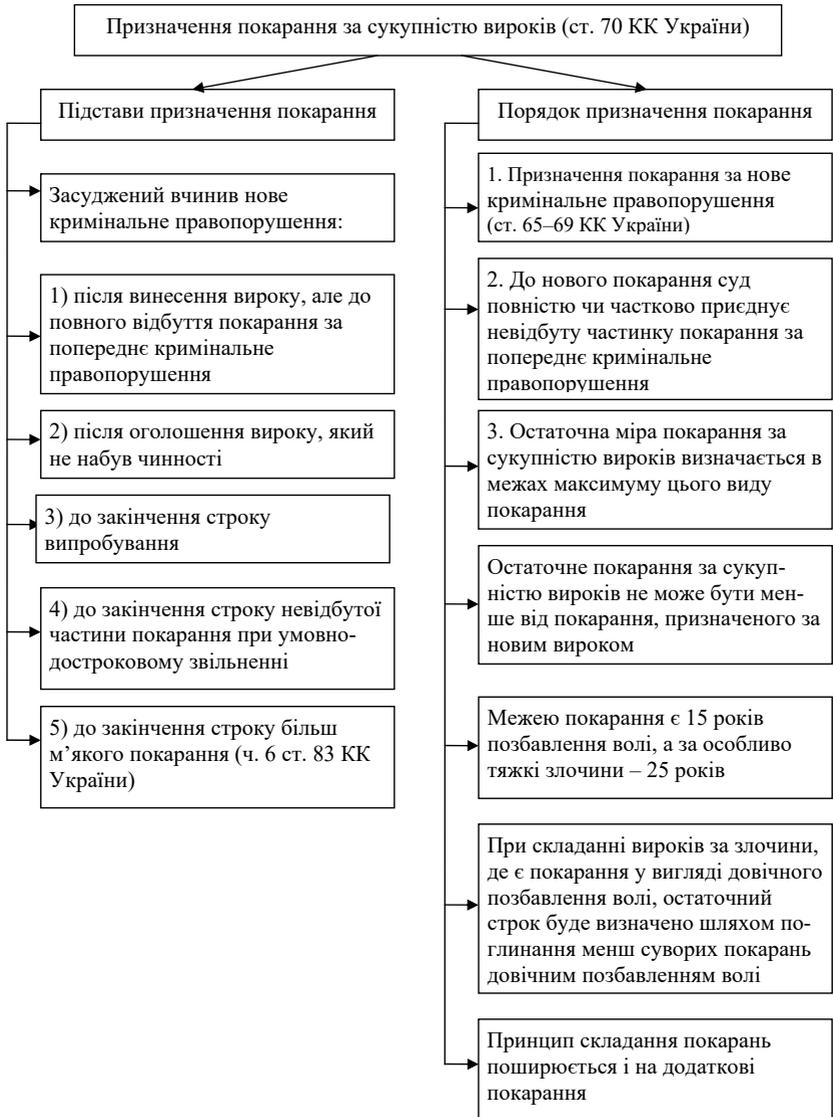 Призначення покарання за сукупністю вироків (ст. 70 КК України)
Підстави призначення покарання
Засуджений вчинив нове
кримінальне правопорушення:
1) після винесення вироку, але до
повного відбуття покарання за
попереднє кримінальне
правопорушення
2) після оголошення вироку, який
не набув чинності
3) до закінчення строку
випробування
4) до закінчення строку невідбутої
частини покарання при умовно-
достроковому звільненні
5) до закінчення строку більш
м’якого покарання (ч. 6 ст. 83 КК
України)
Порядок призначення покарання
1. Призначення покарання за нове
кримінальне правопорушення
(ст. 65–69 КК України)
2. До нового покарання суд
повністю чи частково приєднує
невідбуту частинку покарання за
попереднє кримінальне
правопорушення
3. Остаточна міра покарання за
сукупністю вироків визначається в
межах максимуму цього виду
покарання
Остаточне покарання за сукуп-
ністю вироків не може бути мен-
ше від покарання, призначеного за
новим вироком
Межею покарання є 15 років
позбавлення волі, а за особливо
тяжкі злочини – 25 років
При складанні вироків за злочини,
де є покарання у вигляді довічного
позбавлення волі, остаточний
строк буде визначено шляхом по-
глинання менш суворих покарань
довічним позбавленням волі
Принцип складання покарань
поширюється і на додаткові
покарання